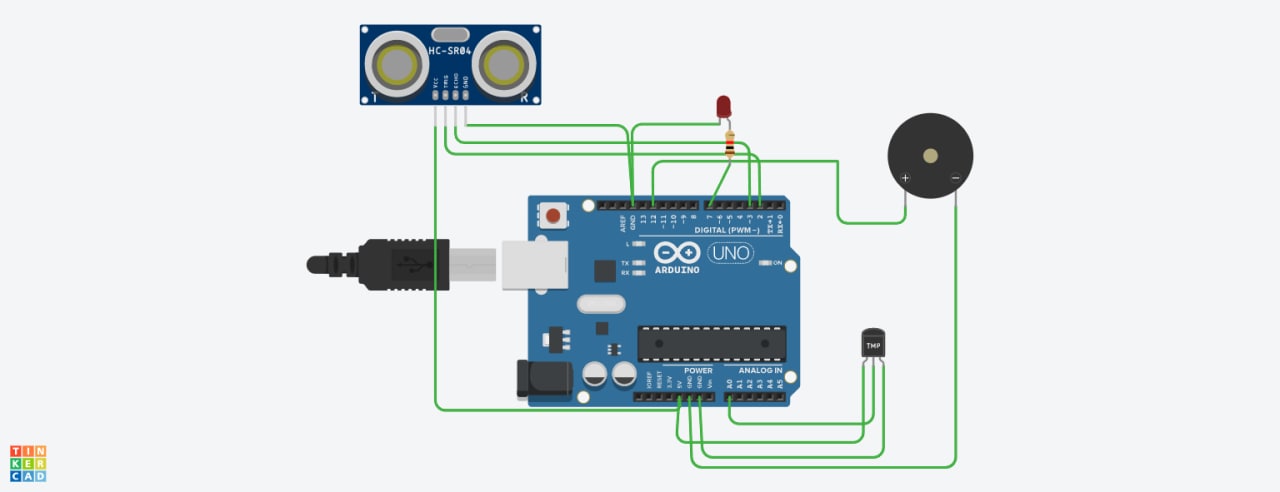 HC-SR04
VCC
TRIG
ECHO
GND
T
R
+
−
AREF
GND
13
12
~11
~10
~9
8
7
~6
~5
4
~3
2
TX→1
RX←0
DIGITAL (PWM~)
L
TX
RX
ARDUINO
UNO
ON
TMP
POWER
ANALOG IN
IOREF
RESET
3.3V
5V
GND
GND
Vin
A0
A1
A2
A3
A4
A5
TIN
KER
CAD